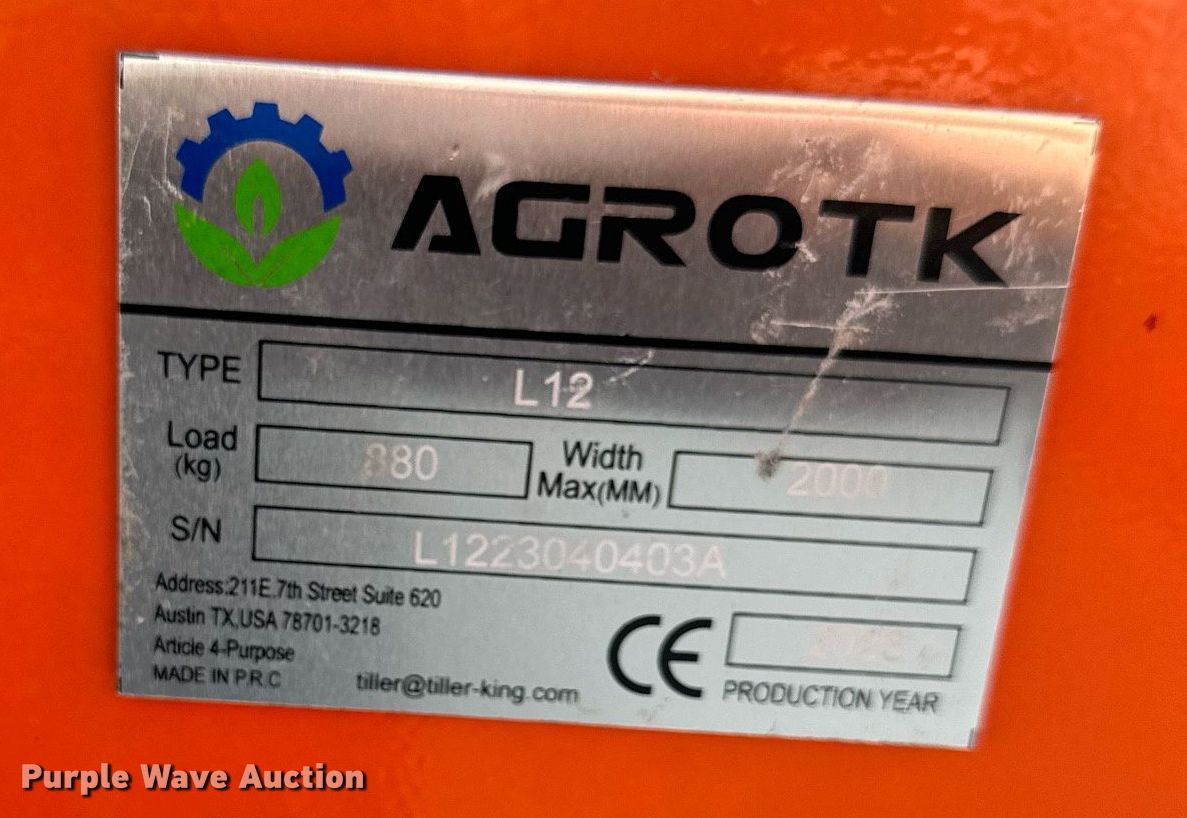 AGROTK
TYPE L12
Load (kg) 880 Width Max(MM) 2000
S/N L1223040403A
Address:211E.7th Street Suite 620
Austin TX,USA 78701-3218
Article 4-Purpose
MADE IN P.R.C tiller@tiller-king.com
CE 2023
PRODUCTION YEAR
Purple Wave Auction